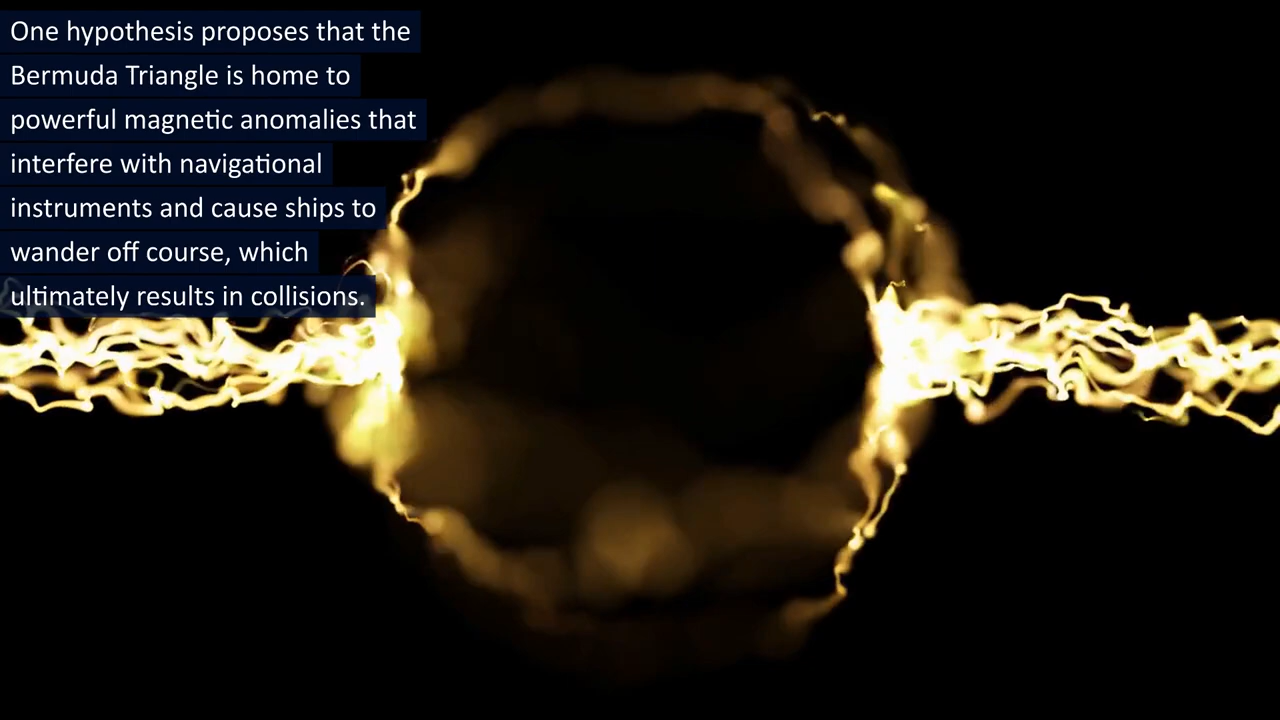 One hypothesis proposes that the
Bermuda Triangle is home to
powerful magnetic anomalies that
interfere with navigational
instruments and cause ships to
wander off course, which
ultimately results in collisions.